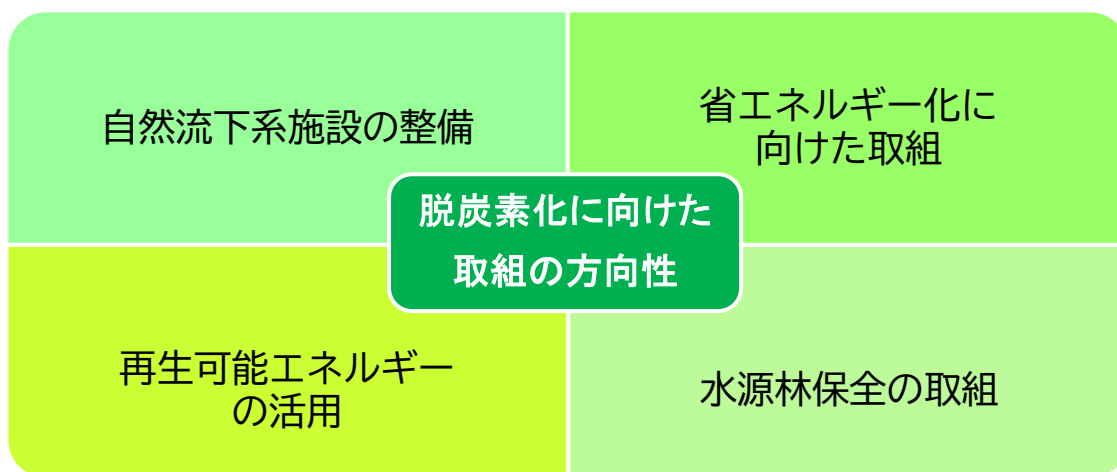 自然流下系施設の整備
省エネルギー化に
向けた取組
脱炭素化に向けた
取組の方向性
再生可能エネルギー
の活用
水源林保全の取組